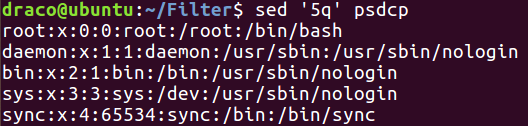 draco@ubuntu:~/Filter$ sed '5q' psdcp
root:x:0:0:root:/root:/bin/bash
daemon:x:1:1:daemon:/usr/sbin:/usr/sbin/nologin
bin:x:2:1:bin:/bin:/usr/sbin/nologin
sys:x:3:3:sys:/dev:/usr/sbin/nologin
sync:x:4:65534:sync:/bin:/bin/sync